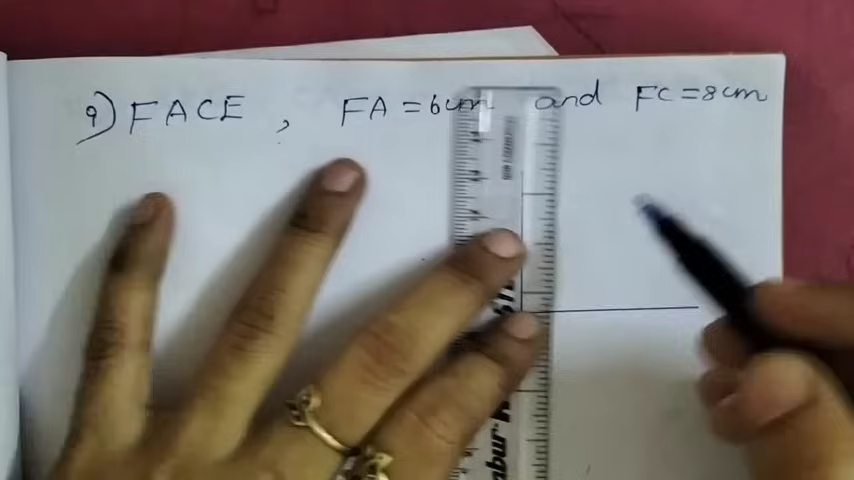 9) FACE , FA = 6cm and FC = 8cm